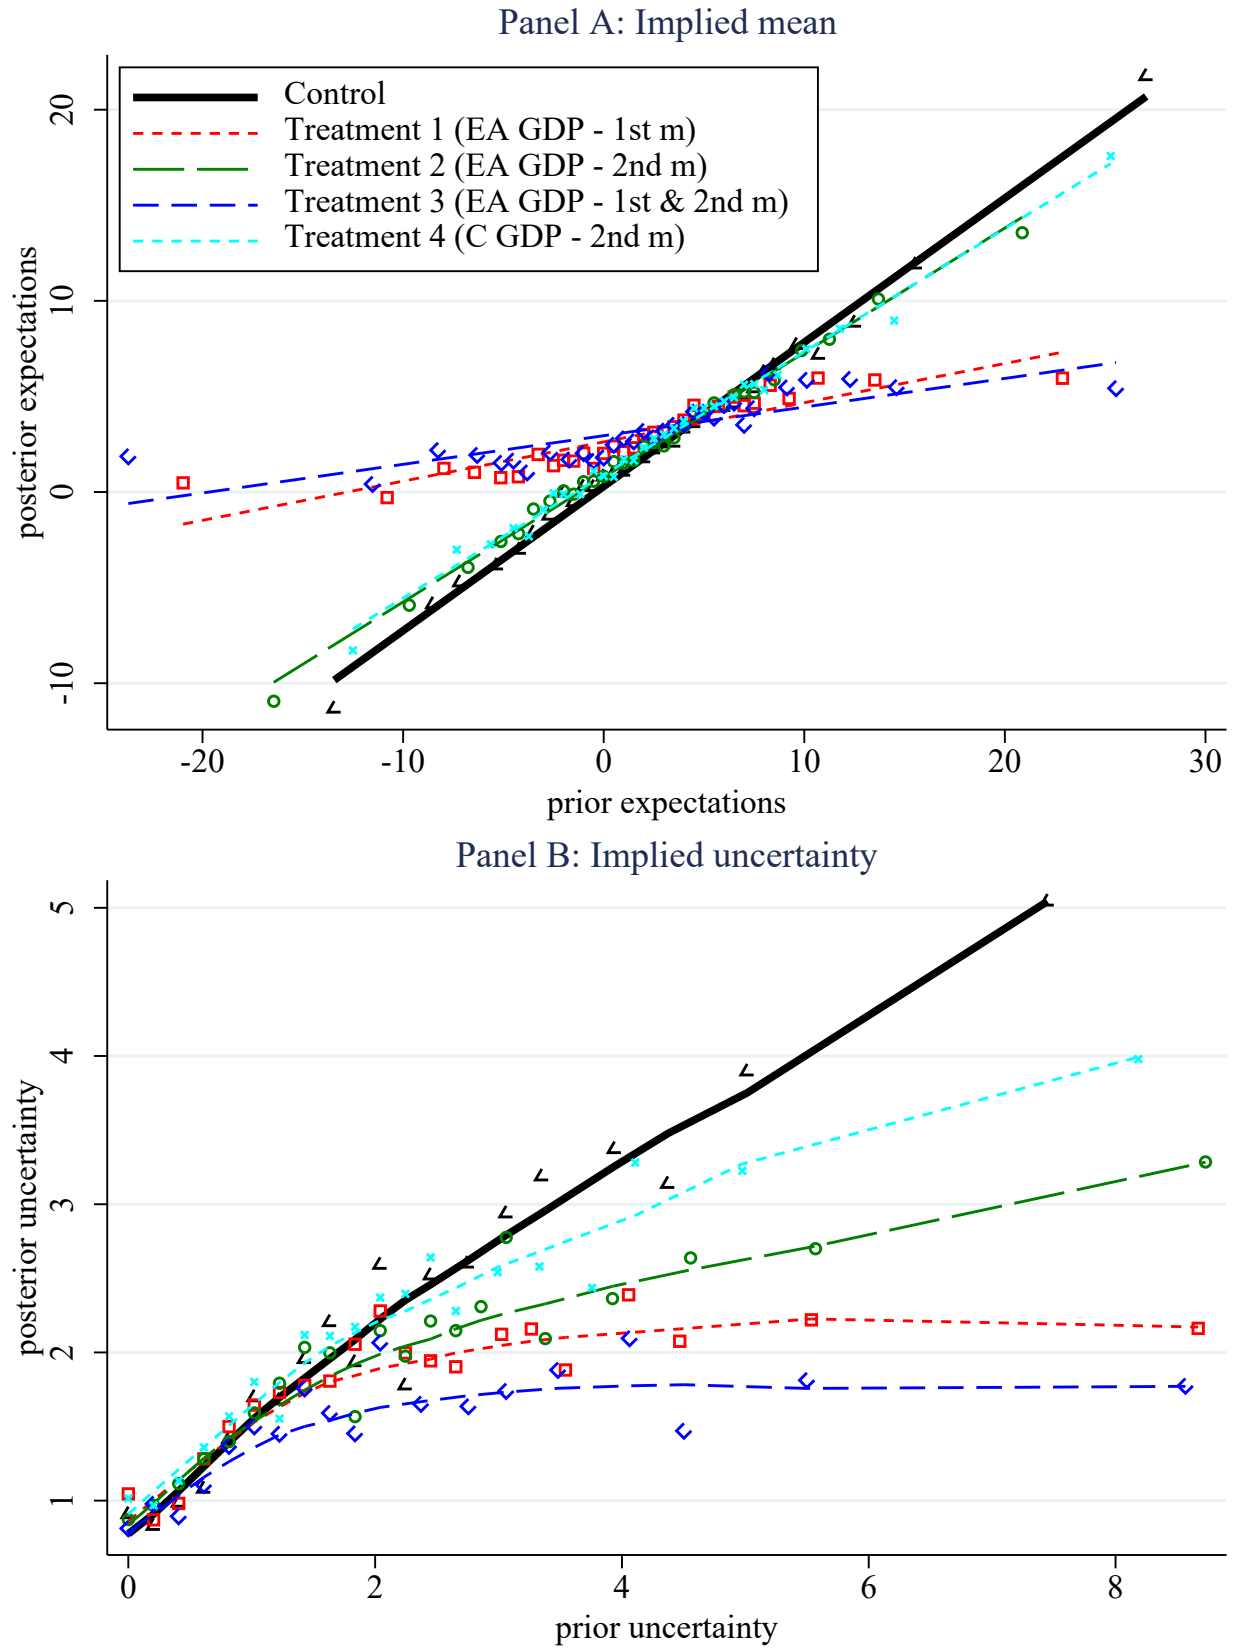 Panel A: Implied mean
Control
Treatment 1 (EA GDP - 1st m)
Treatment 2 (EA GDP - 2nd m)
Treatment 3 (EA GDP - 1st & 2nd m)
Treatment 4 (C GDP - 2nd m)
posterior expectations
20
10
0
-10
-20
-10
0
10
20
30
prior expectations
Panel B: Implied uncertainty
posterior uncertainty
5
4
3
2
1
0
2
4
6
8
prior uncertainty